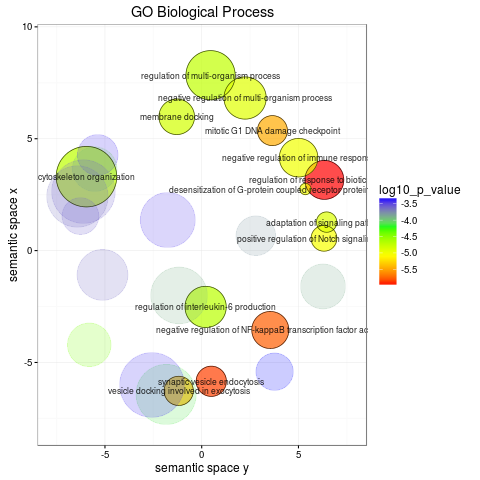 GO Biological Process
10
5
0
-5
semantic space x
regulation of multi-organism process
negative regulation of multi-organism process
membrane docking
mitotic G1 DNA damage checkpoint
negative regulation of immune respon
cytoskeleton organization
regulation of response to biotic
desensitization of G-protein coupled receptor protein
adaptation of signaling pat
positive regulation of Notch signalin
regulation of interleukin-6 production
negative regulation of NF-kappaB transcription factor ac
synaptic vesicle endocytosis
vesicle docking involved in exocytosis
-5
0
5
semantic space y
log10_p_value
-3.5
-4.0
-4.5
-5.0
-5.5